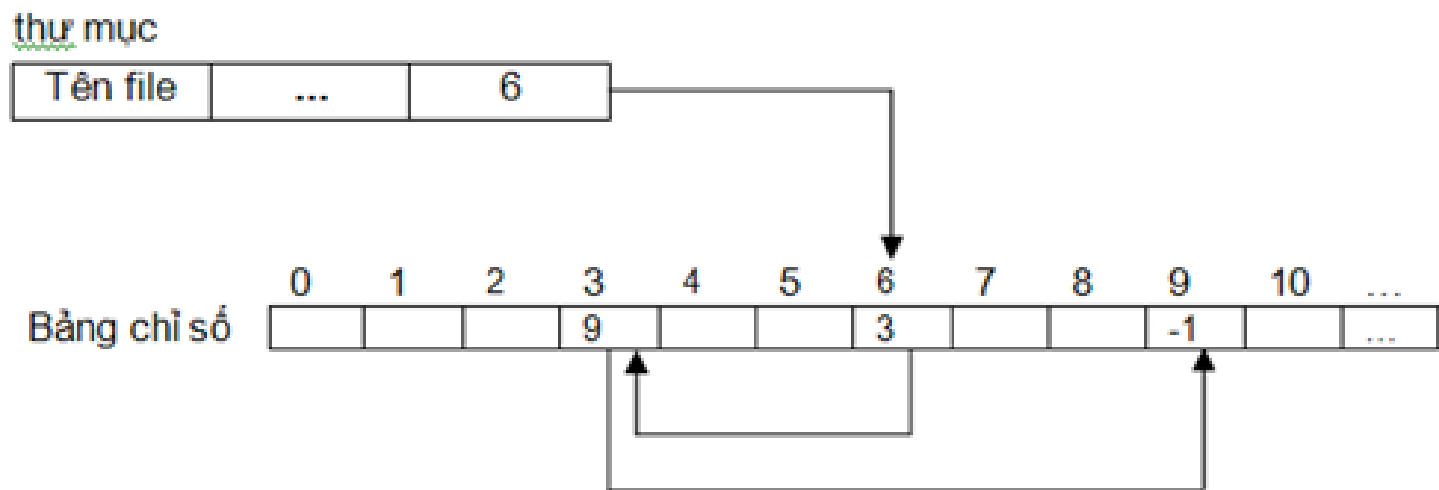 thư mục
Tên file ... 6
0 1 2 3 4 5 6 7 8 9 10 ...
Bảng chỉ số 9 3 -1 ...